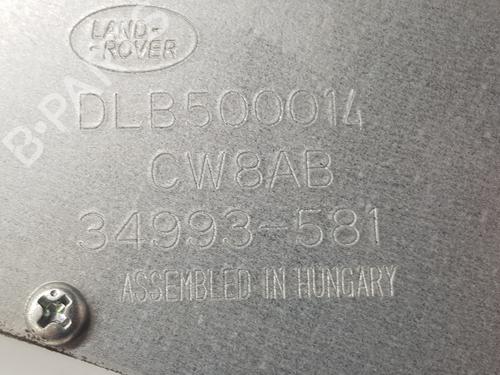 LAND-
-ROVER
DLB500014
CW8AB
34993-581
ASSEMBLED IN HUNGARY
B-PARTS